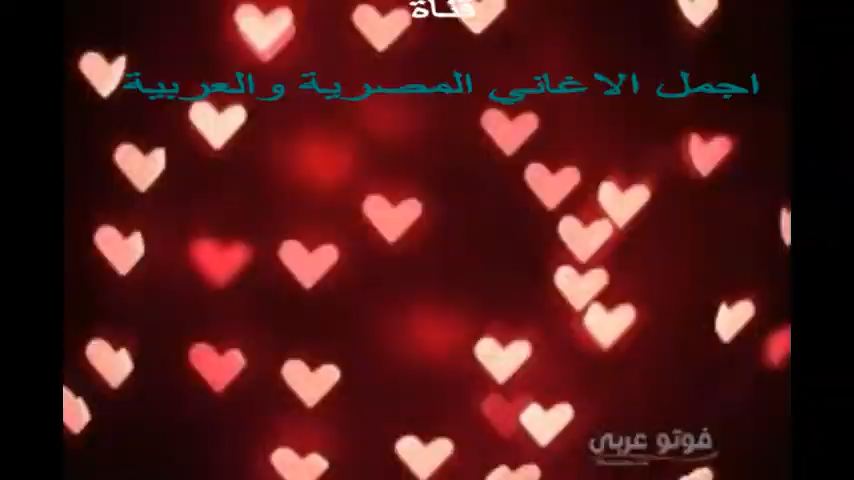 قناة
اجمل الاغاني المصرية والعربية
فوتو عربي